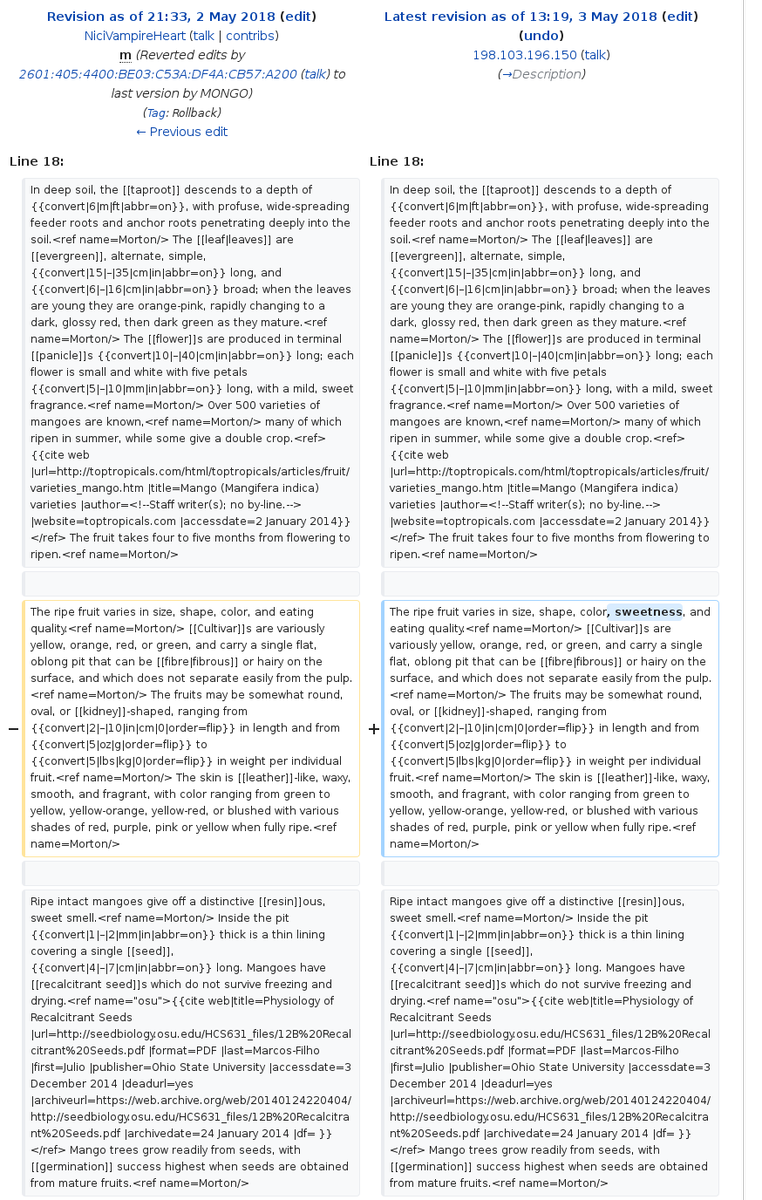 Revision as of 21:33, 2 May 2018 (edit)
NiciVampireHeart (talk | contribs)
m (Reverted edits by
2601:405:4400:BE03:C53A:DF4A:CB57:A200 (talk) to
last version by MONGO)
(Tag: Rollback)
← Previous edit
Latest revision as of 13:19, 3 May 2018 (edit)
(undo)
198.103.196.150 (talk)
(→Description)
Line 18:
Line 18:
In deep soil, the [[taproot]] descends to a depth of
{{convert|6|m|ft|abbr=on}}, with profuse, wide-spreading
feeder roots and anchor roots penetrating deeply into the
soil.<ref name=Morton/> The [[leaf|leaves]] are
[[evergreen]], alternate, simple,
{{convert|15|–|35|cm|in|abbr=on}} long, and
{{convert|6|–|16|cm|in|abbr=on}} broad; when the leaves
are young they are orange-pink, rapidly changing to a
dark, glossy red, then dark green as they mature.<ref
name=Morton/> The [[flower]]s are produced in terminal
[[panicle]]s {{convert|10|–|40|cm|in|abbr=on}} long; each
flower is small and white with five petals
{{convert|5|–|10|mm|in|abbr=on}} long, with a mild, sweet
fragrance.<ref name=Morton/> Over 500 varieties of
mangoes are known,<ref name=Morton/> many of which
ripen in summer, while some give a double crop.<ref>
{{cite web
|url=http://toptropicals.com/html/toptropicals/articles/fruit/
varieties_mango.htm |title=Mango (Mangifera indica)
varieties |author=<!--Staff writer(s); no by-line.-->
|website=toptropicals.com |accessdate=2 January 2014}}
</ref> The fruit takes four to five months from flowering to
ripen.<ref name=Morton/>
In deep soil, the [[taproot]] descends to a depth of
{{convert|6|m|ft|abbr=on}}, with profuse, wide-spreading
feeder roots and anchor roots penetrating deeply into the
soil.<ref name=Morton/> The [[leaf|leaves]] are
[[evergreen]], alternate, simple,
{{convert|15|–|35|cm|in|abbr=on}} long, and
{{convert|6|–|16|cm|in|abbr=on}} broad; when the leaves
are young they are orange-pink, rapidly changing to a
dark, glossy red, then dark green as they mature.<ref
name=Morton/> The [[flower]]s are produced in terminal
[[panicle]]s {{convert|10|–|40|cm|in|abbr=on}} long; each
flower is small and white with five petals
{{convert|5|–|10|mm|in|abbr=on}} long, with a mild, sweet
fragrance.<ref name=Morton/> Over 500 varieties of
mangoes are known,<ref name=Morton/> many of which
ripen in summer, while some give a double crop.<ref>
{{cite web
|url=http://toptropicals.com/html/toptropicals/articles/fruit/
varieties_mango.htm |title=Mango (Mangifera indica)
varieties |author=<!--Staff writer(s); no by-line.-->
|website=toptropicals.com |accessdate=2 January 2014}}
</ref> The fruit takes four to five months from flowering to
ripen.<ref name=Morton/>
−
The ripe fruit varies in size, shape, color, and eating
quality.<ref name=Morton/> [[Cultivar]]s are variously
yellow, orange, red, or green, and carry a single flat,
oblong pit that can be [[fibre|fibrous]] or hairy on the
surface, and which does not separate easily from the pulp.
<ref name=Morton/> The fruits may be somewhat round,
oval, or [[kidney]]-shaped, ranging from
{{convert|2|–|10|in|cm|0|order=flip}} in length and from
{{convert|5|oz|g|order=flip}} to
{{convert|5|lbs|kg|0|order=flip}} in weight per individual
fruit.<ref name=Morton/> The skin is [[leather]]-like, waxy,
smooth, and fragrant, with color ranging from green to
yellow, yellow-orange, yellow-red, or blushed with various
shades of red, purple, pink or yellow when fully ripe.<ref
name=Morton/>
+
The ripe fruit varies in size, shape, color, sweetness, and
eating quality.<ref name=Morton/> [[Cultivar]]s are
variously yellow, orange, red, or green, and carry a single
flat, oblong pit that can be [[fibre|fibrous]] or hairy on the
surface, and which does not separate easily from the pulp.
<ref name=Morton/> The fruits may be somewhat round,
oval, or [[kidney]]-shaped, ranging from
{{convert|2|–|10|in|cm|0|order=flip}} in length and from
{{convert|5|oz|g|order=flip}} to
{{convert|5|lbs|kg|0|order=flip}} in weight per individual
fruit.<ref name=Morton/> The skin is [[leather]]-like, waxy,
smooth, and fragrant, with color ranging from green to
yellow, yellow-orange, yellow-red, or blushed with various
shades of red, purple, pink or yellow when fully ripe.<ref
name=Morton/>
Ripe intact mangoes give off a distinctive [[resin]]ous,
sweet smell.<ref name=Morton/> Inside the pit
{{convert|1|–|2|mm|in|abbr=on}} thick is a thin lining
covering a single [[seed]],
{{convert|4|–|7|cm|in|abbr=on}} long. Mangoes have
[[recalcitrant seed]]s which do not survive freezing and
drying.<ref name="osu">{{cite web|title=Physiology of
Recalcitrant Seeds
|url=http://seedbiology.osu.edu/HCS631_files/12B%20Recal
citrant%20Seeds.pdf |format=PDF |last=Marcos-Filho
|first=Julio |publisher=Ohio State University |accessdate=3
December 2014 |deadurl=yes
|archiveurl=https://web.archive.org/web/20140124220404/
http://seedbiology.osu.edu/HCS631_files/12B%20Recalcitra
nt%20Seeds.pdf |archivedate=24 January 2014 |df= }}
</ref> Mango trees grow readily from seeds, with
[[germination]] success highest when seeds are obtained
from mature fruits.<ref name=Morton/>
Ripe intact mangoes give off a distinctive [[resin]]ous,
sweet smell.<ref name=Morton/> Inside the pit
{{convert|1|–|2|mm|in|abbr=on}} thick is a thin lining
covering a single [[seed]],
{{convert|4|–|7|cm|in|abbr=on}} long. Mangoes have
[[recalcitrant seed]]s which do not survive freezing and
drying.<ref name="osu">{{cite web|title=Physiology of
Recalcitrant Seeds
|url=http://seedbiology.osu.edu/HCS631_files/12B%20Recal
citrant%20Seeds.pdf |format=PDF |last=Marcos-Filho
|first=Julio |publisher=Ohio State University |accessdate=3
December 2014 |deadurl=yes
|archiveurl=https://web.archive.org/web/20140124220404/
http://seedbiology.osu.edu/HCS631_files/12B%20Recalcitra
nt%20Seeds.pdf |archivedate=24 January 2014 |df= }}
</ref> Mango trees grow readily from seeds, with
[[germination]] success highest when seeds are obtained
from mature fruits.<ref name=Morton/>